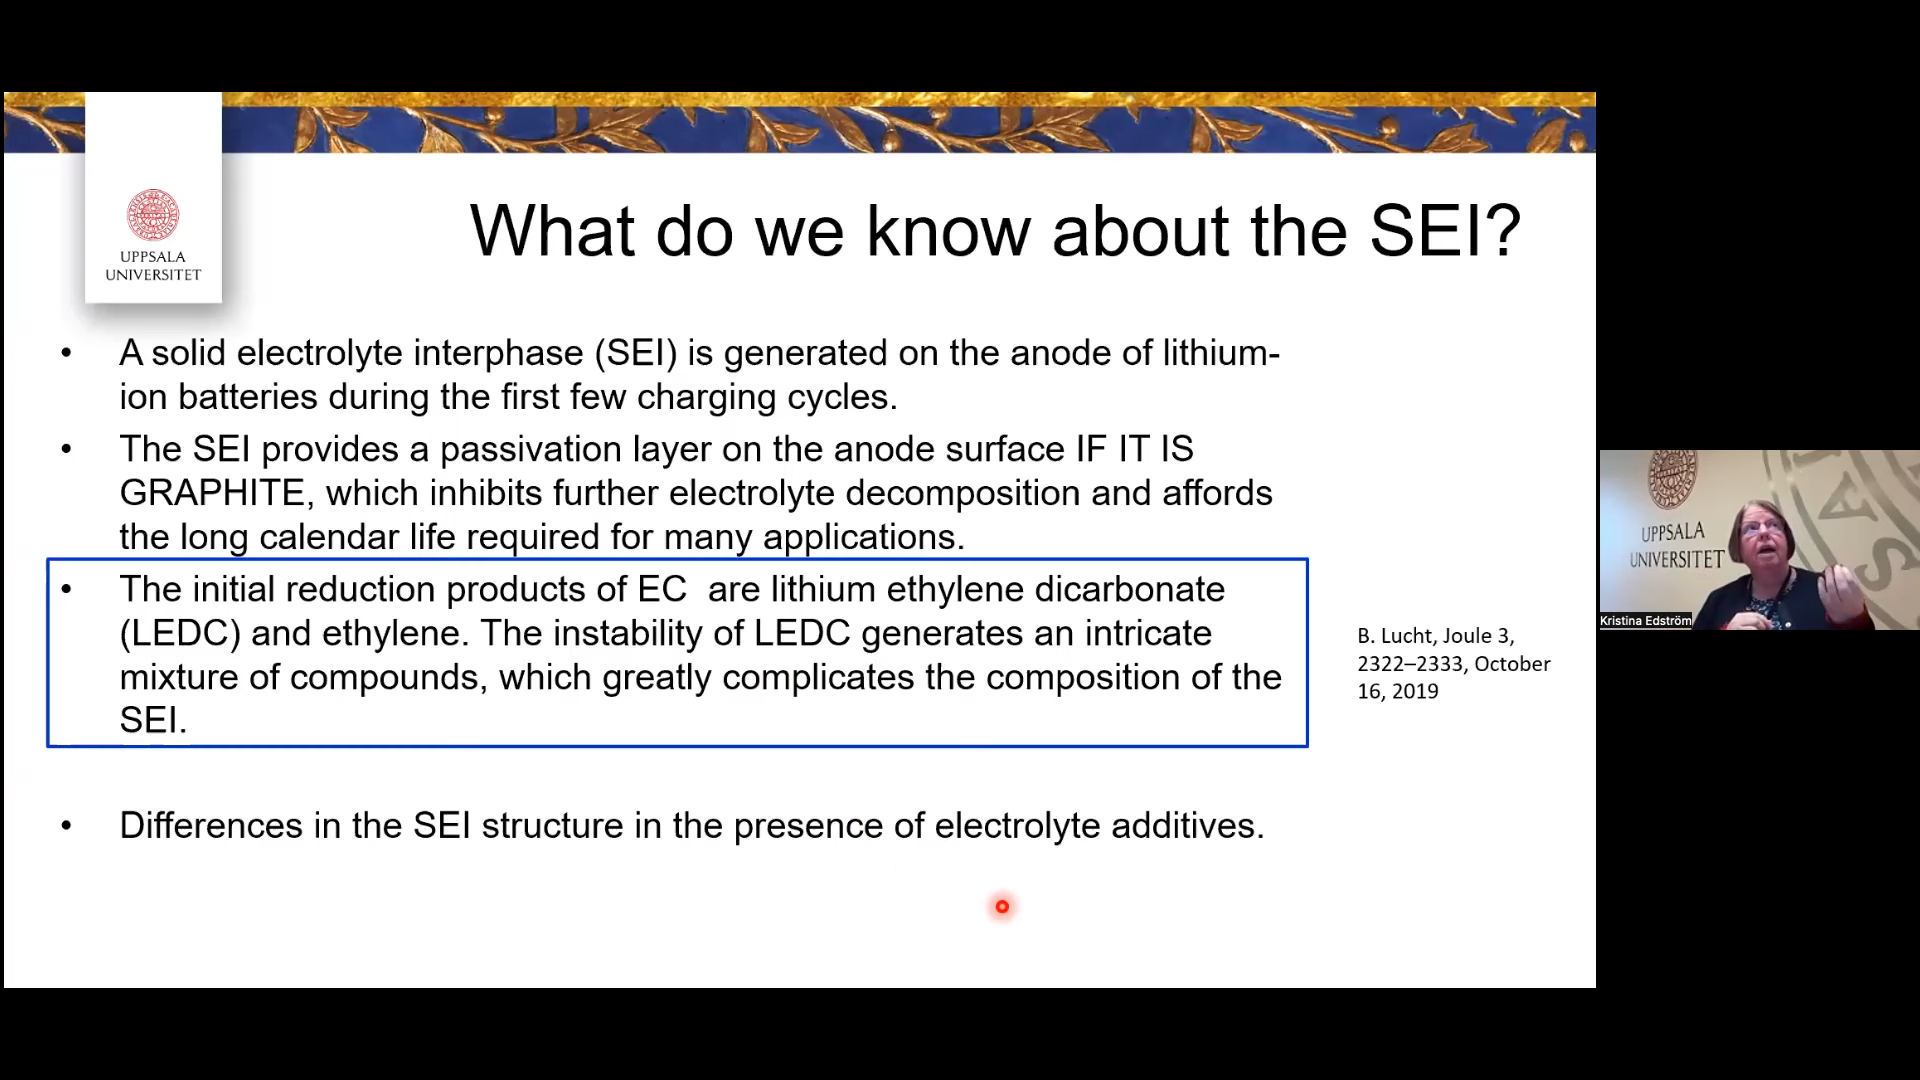 UPPSALA
UNIVERSITET
What do we know about the SEI?
• A solid electrolyte interphase (SEI) is generated on the anode of lithium-
ion batteries during the first few charging cycles.
• The SEI provides a passivation layer on the anode surface IF IT IS
GRAPHITE, which inhibits further electrolyte decomposition and affords
the long calendar life required for many applications.
• The initial reduction products of EC  are lithium ethylene dicarbonate
(LEDC) and ethylene. The instability of LEDC generates an intricate
mixture of compounds, which greatly complicates the composition of the
SEI.
• Differences in the SEI structure in the presence of electrolyte additives.
B. Lucht, Joule 3,
2322–2333, October
16, 2019
UPPSALA
UNIVERSITET
Kristina Edström